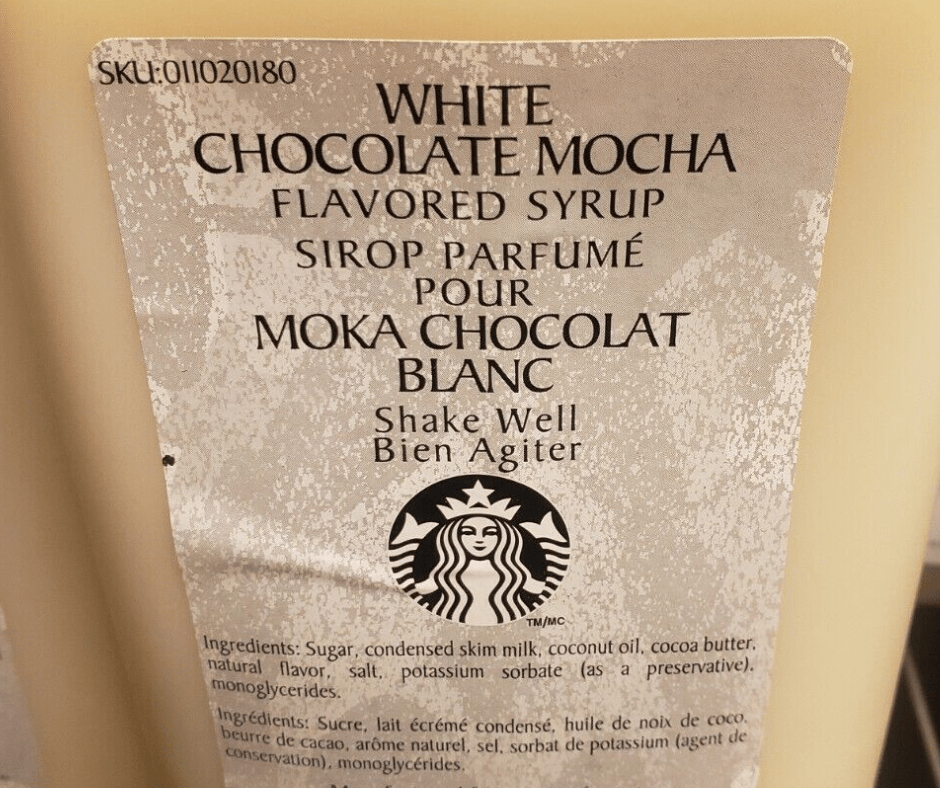 SKU:011020180
WHITE
CHOCOLATE MOCHA
FLAVORED SYRUP
SIROP PARFUMÉ
POUR
MOKA CHOCOLAT
BLANC
Shake Well
Bien Agiter
TM/MC
Ingredients: Sugar, condensed skim milk, coconut oil, cocoa butter,
natural flavor, salt, potassium sorbate (as a preservative),
monoglycerides.
Ingrédients: Sucre, lait écrémé condensé, huile de noix de coco,
beurre de cacao, arôme naturel, sel, sorbat de potassium (agent de
conservation), monoglycérides.